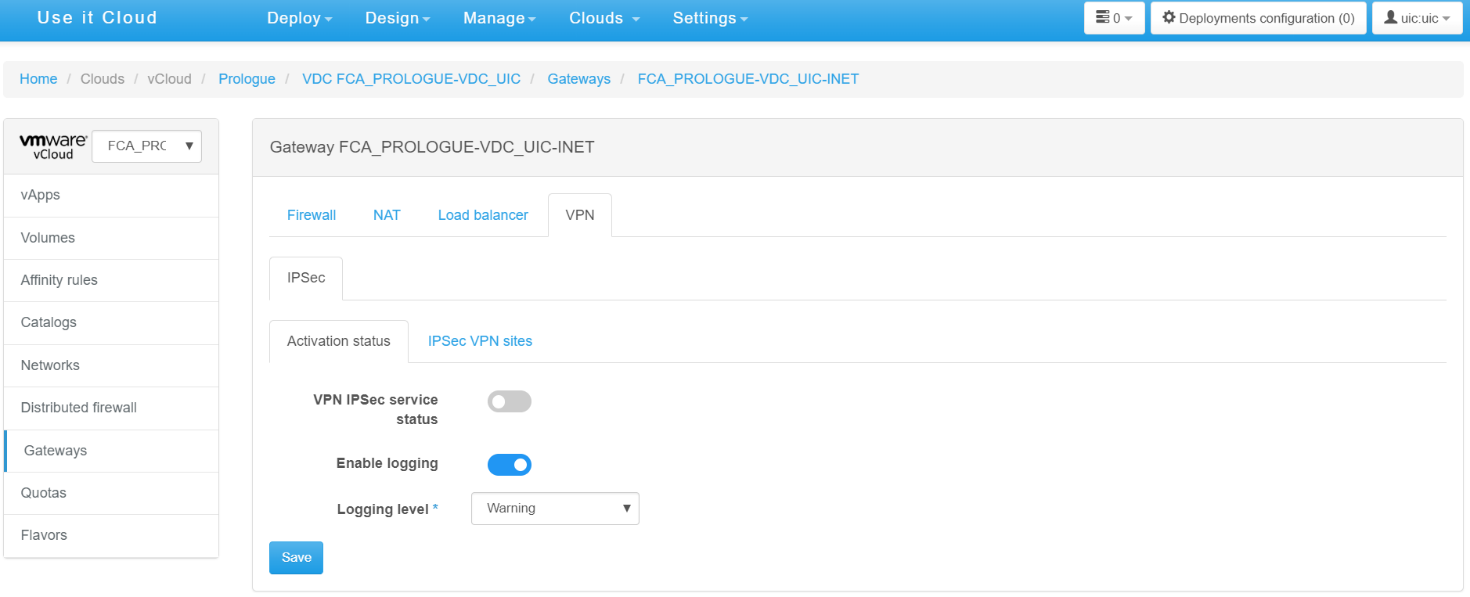 Use it Cloud Deploy Design Manage Clouds Settings 0 Deployments configuration (0) uic:uic
Home / Clouds / vCloud / Prologue / VDC FCA_PROLOGUE-VDC_UIC / Gateways / FCA_PROLOGUE-VDC_UIC-INET
vmware
vCloud
FCA_PRC
vApps
Volumes
Affinity rules
Catalogs
Networks
Distributed firewall
Gateways
Quotas
Flavors
Gateway FCA_PROLOGUE-VDC_UIC-INET
Firewall NAT Load balancer VPN
IPSec
Activation status IPSec VPN sites
VPN IPSec service
status
Enable logging
Logging level * Warning
Save